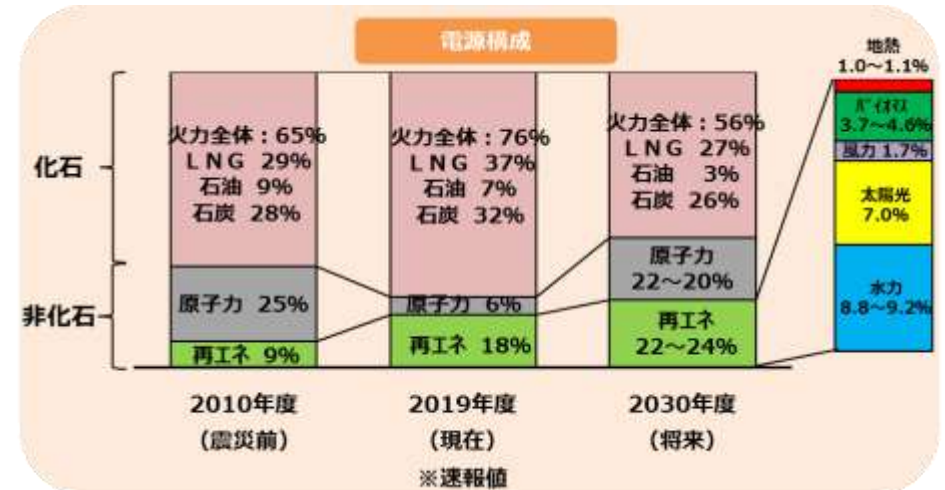 電源構成
化石
非化石
火力全体：65%
ＬＮＧ 29%
石油 9%
石炭 28%
原子力 25%
再エネ 9%
2010年度
（震災前）
火力全体：76%
ＬＮＧ 37%
石油 7%
石炭 32%
原子力 6%
再エネ 18%
2019年度
（現在）
※速報値
火力全体：56%
ＬＮＧ 27%
石油 3%
石炭 26%
原子力
22～20%
再エネ
22～24%
2030年度
（将来）
地熱
1.0～1.1%
ﾊﾞｲｵﾏｽ
3.7～4.6%
風力 1.7%
太陽光
7.0%
水力
8.8～9.2%